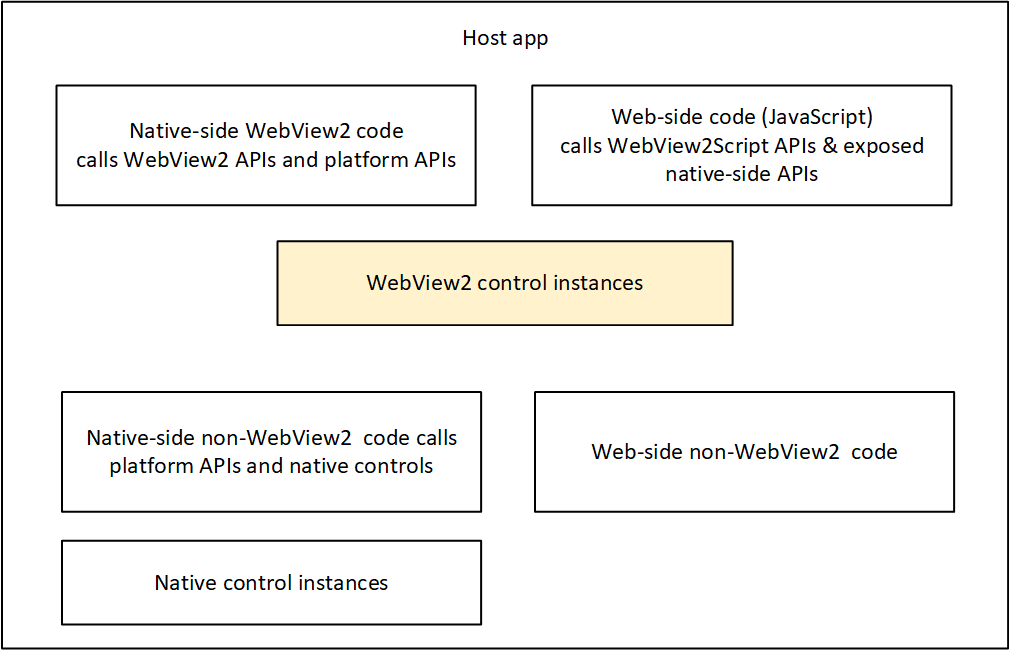 Host app
Native-side WebView2 code
calls WebView2 APIs and platform APIs
Web-side code (JavaScript)
calls WebView2Script APIs & exposed
native-side APIs
WebView2 control instances
Native-side non-WebView2  code calls
platform APIs and native controls
Web-side non-WebView2  code
Native control instances